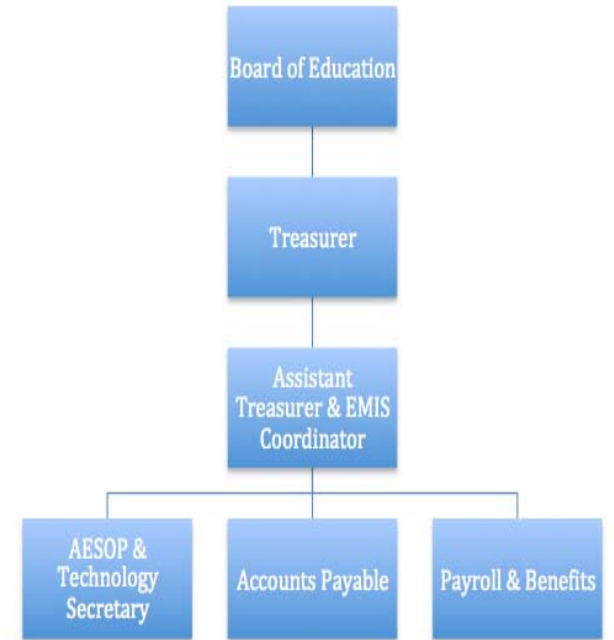 Board of Education
Treasurer
Assistant
Treasurer & EMIS
Coordinator
AESOP &
Technology
Secretary
Accounts Payable
Payroll & Benefits